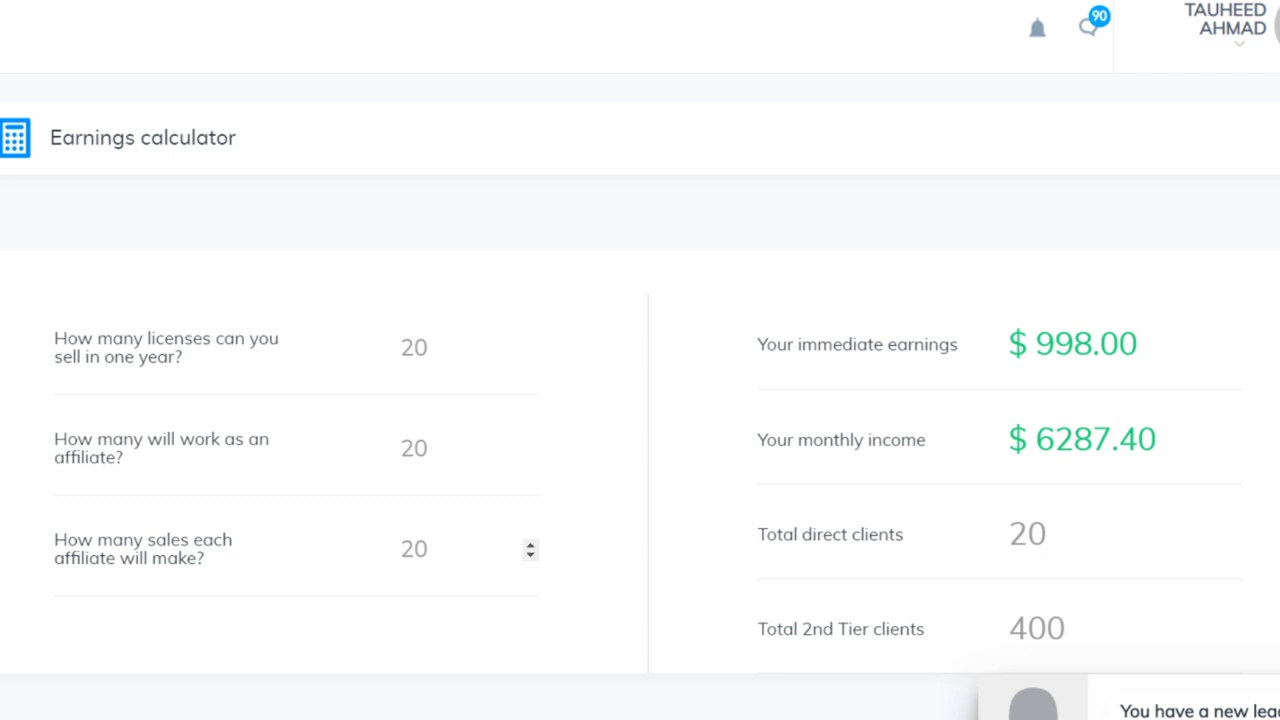 90
TAUHEED
AHMAD
Earnings calculator
How many licenses can you
sell in one year?
20
How many will work as an
affiliate?
20
How many sales each
affiliate will make?
20
Your immediate earnings
$ 998.00
Your monthly income
$ 6287.40
Total direct clients
20
Total 2nd Tier clients
400
You have a new